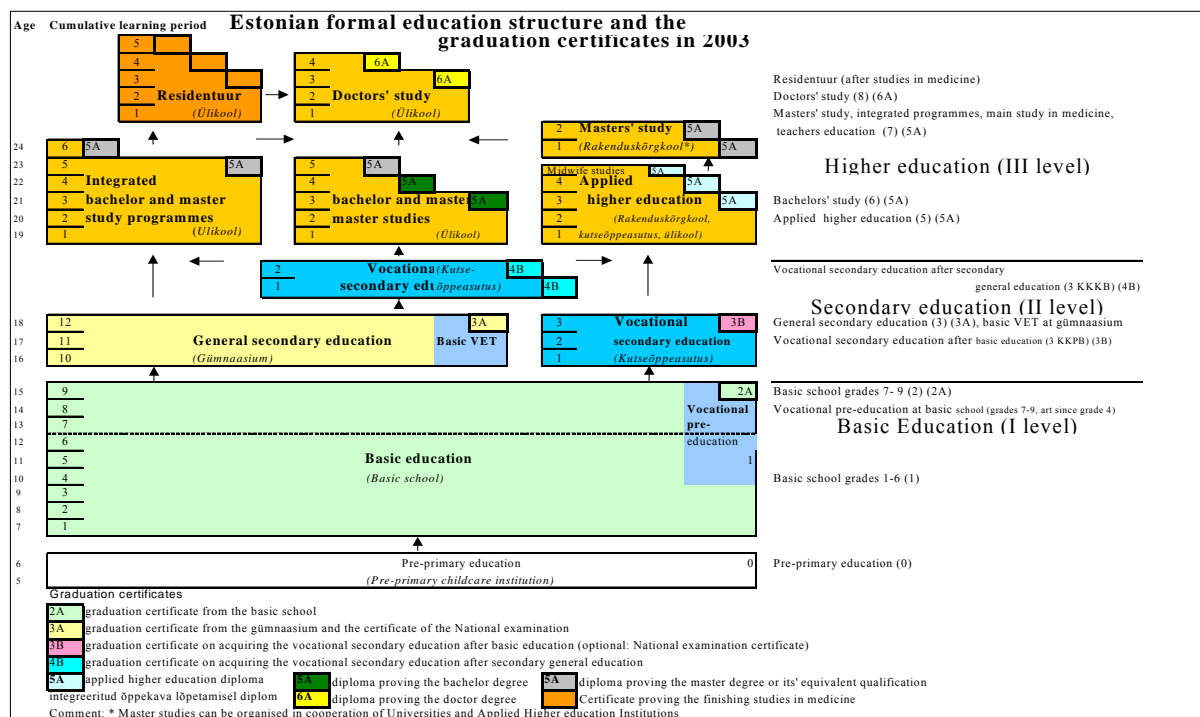 Estonian formal education structure and the
graduation certificates in 2003
Age Cumulative learning period
5
4
3
2 Residentuur
1 (Ülikool)
4 6A
3 6A
2 Doctors' study
1 (Ülikool)
2 Masters' study 5A
1 (Rakenduskõrgkool*) 5A
Residentuur (after studies in medicine)
Doctors' study (8) (6A)
Masters' study, integrated programmes, main study in medicine,
teachers education (7) (5A)
Higher education (III level)
Bachelors' study (6) (5A)
Applied higher education (5) (5A)
24
23
22
21
20
19
6 5A
5 5A
4 Integrated
3 bachelor and master
2 study programmes
1 (Ulikool)
5 5A
4 5A
3 bachelor and maste 5A
2 master studies
1 (Ülikool)
Midwife studies 5A
4 Applied 5A
3 higher education 5A
2 (Rakenduskõrgkool,
1 kutseõppeasutus, ülikool)
2 Vocationa (Kutse- 4B
1 secondary edu õppeasutus) 4B
Vocational secondary education after secondary
general education (3 KKKB) (4B)
Secondary education (II level)
General secondary education (3) (3A), basic VET at gümnaasium
Vocational secondary education after basic education (3 KKPB) (3B)
18
17
16
12 3A
11 General secondary education Basic VET
10 (Gümnaasium)
3 Vocational 3B
2 secondary education
1 (Kutseõppeasutus)
15
14
13
12
11
10
9
8
7
9 2A
8 Vocational
7 pre-
6 education
5 Basic education 1
4 (Basic school)
3
2
1
Basic school grades 7- 9 (2) (2A)
Vocational pre-education at basic school (grades 7-9, art since grade 4)
Basic Education (I level)
Basic school grades 1-6 (1)
6 Pre-primary education 0
5 (Pre-primary childcare institution)
Pre-primary education (0)
Graduation certificates
2A graduation certificate from the basic school
3A graduation certificate from the gümnaasium and the certificate of the National examination
3B graduation certificate on acquiring the vocational secondary education after basic education (optional: National examination certificate)
4B graduation certificate on acquiring the vocational secondary education after secondary general education
5A applied higher education diploma 5A diploma proving the bachelor degree 5A diploma proving the master degree or its' equivalent qualification
integreeritud õppekava lõpetamisel diplom 6A diploma proving the doctor degree Certificate proving the finishing studies in medicine
Comment: * Master studies can be organised in cooperation of Universities and Applied Higher education Institutions